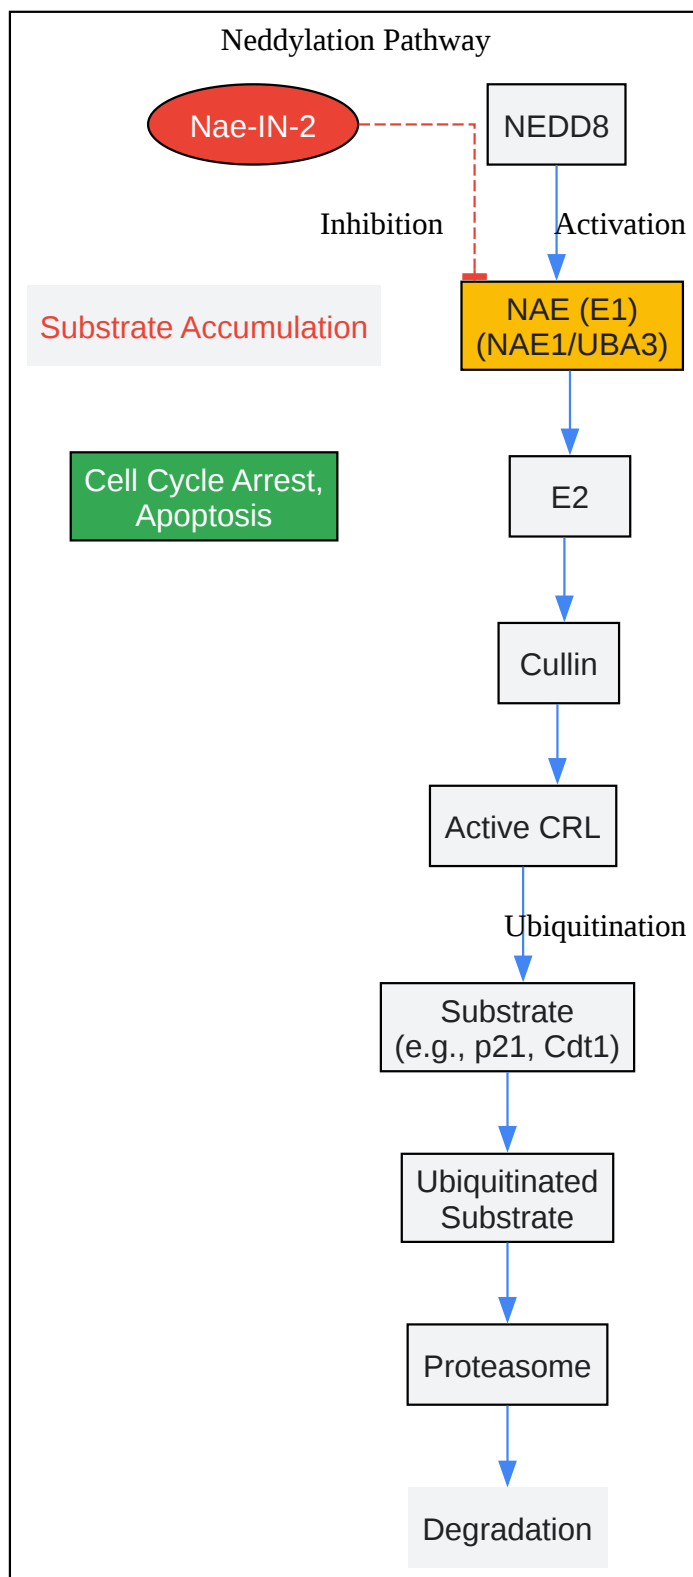 Neddylation Pathway
Nae-IN-2
NEDD8
Inhibition
Activation
Substrate Accumulation
NAE (E1)
(NAE1/UBA3)
Cell Cycle Arrest,
Apoptosis
E2
Cullin
Active CRL
Ubiquitination
Substrate
(e.g., p21, Cdt1)
Ubiquitinated
Substrate
Proteasome
Degradation